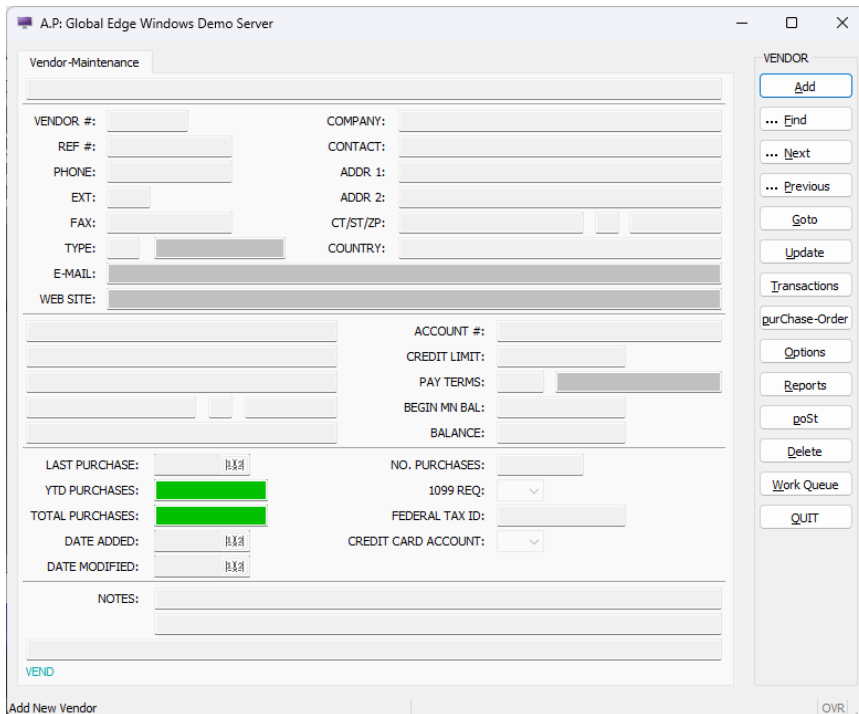 A.P: Global Edge Windows Demo Server
Vendor-Maintenance
VENDOR #:
COMPANY:
REF #:
CONTACT:
PHONE:
ADDR 1:
EXT:
ADDR 2:
FAX:
CT/ST/ZP:
TYPE:
COUNTRY:
E-MAIL:
WEB SITE:
ACCOUNT #:
CREDIT LIMIT:
PAY TERMS:
BEGIN MN BAL:
BALANCE:
LAST PURCHASE:
NO. PURCHASES:
YTD PURCHASES:
1099 REQ:
TOTAL PURCHASES:
FEDERAL TAX ID:
DATE ADDED:
CREDIT CARD ACCOUNT:
DATE MODIFIED:
NOTES:
VEND
VENDOR
Add
... Find
... Next
... Previous
Goto
Update
Transactions
purChase-Order
Options
Reports
poSt
Delete
Work Queue
QUIT
Add New Vendor
OVR